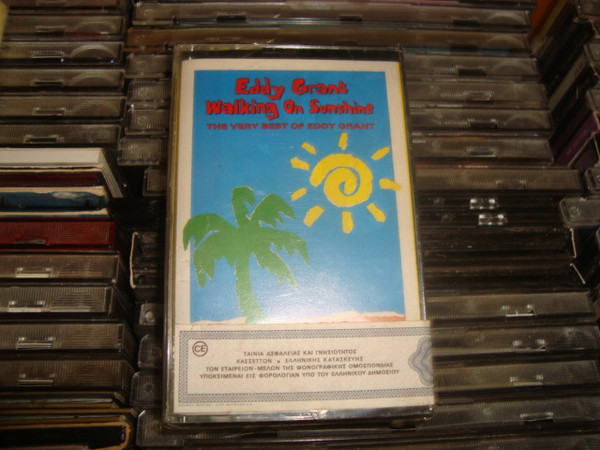 Eddy Grant
Walking On Sunshine
THE VERY BEST OF EDDY GRANT
CE
ΤΑΙΝΙΑ ΑΣΦΑΛΕΙΑΣ ΚΑΙ ΓΝΗΣΙΟΤΗΤΟΣ
ΚΑΣΣΕΤΤΩΝ ΕΛΛΗΝΙΚΗΣ ΚΑΤΑΣΚΕΥΗΣ
ΤΩΝ ΕΤΑΙΡΕΙΩΝ-ΜΕΛΩΝ ΤΗΣ ΦΩΝΟΓΡΑΦΙΚΗΣ ΟΜΟΣΠΟΝΔΙΑΣ
ΥΠΟΚΕΙΜΕΝΑΙ ΕΙΣ ΦΟΡΟΛΟΓΙΑΝ ΥΠΟ ΤΟΥ ΕΛΛΗΝΙΚΟΥ ΔΗΜΟΣΙΟΥ